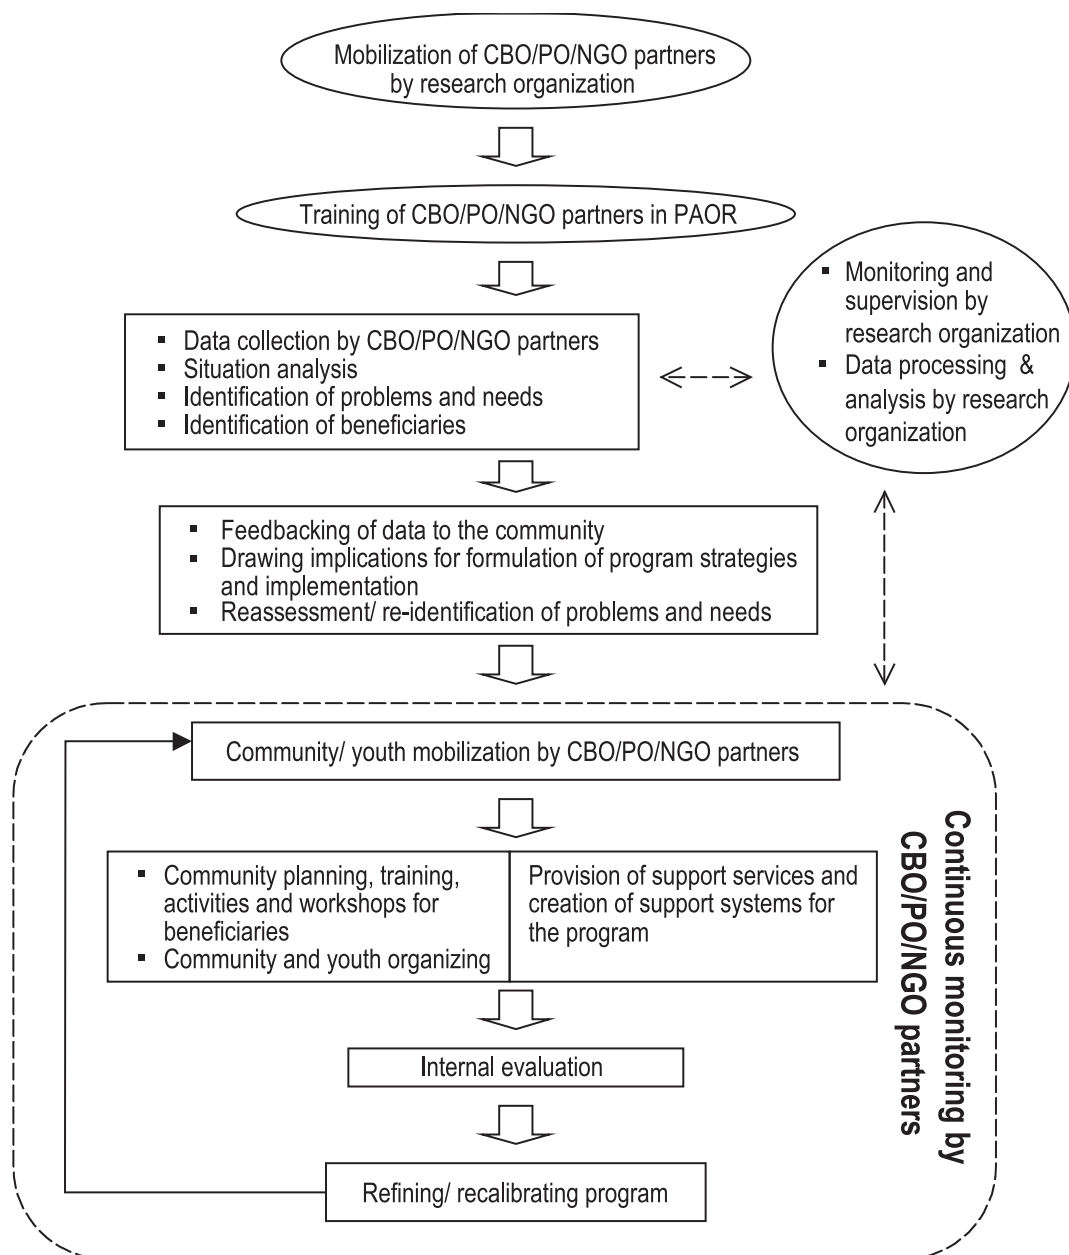 Mobilization of CBO/PO/NGO partners
by research organization
Training of CBO/PO/NGO partners in PAOR
▪ Monitoring and
supervision by
research organization
▪ Data processing &
analysis by research
organization
▪ Data collection by CBO/PO/NGO partners
▪ Situation analysis
▪ Identification of problems and needs
▪ Identification of beneficiaries
▪ Feedbacking of data to the community
▪ Drawing implications for formulation of program strategies
and implementation
▪ Reassessment/ re-identification of problems and needs
Community/ youth mobilization by CBO/PO/NGO partners
▪ Community planning, training,
activities and workshops for
beneficiaries
▪ Community and youth organizing
Provision of support services and
creation of support systems for
the program
Internal evaluation
Refining/ recalibrating program
Continuous monitoring by
CBO/PO/NGO partners